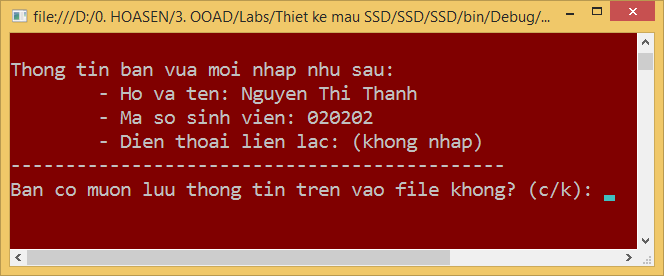 file:///D:/0. HOASEN/3. OOAD/Labs/Thiet ke mau SSD/SSD/SSD/bin/Debug/...
Thong tin ban vua moi nhap nhu sau:
- Ho va ten: Nguyen Thi Thanh
- Ma so sinh vien: 020202
- Dien thoai lien lac: (khong nhap)
---------------------------------------------
Ban co muon luu thong tin tren vao file khong? (c/k):